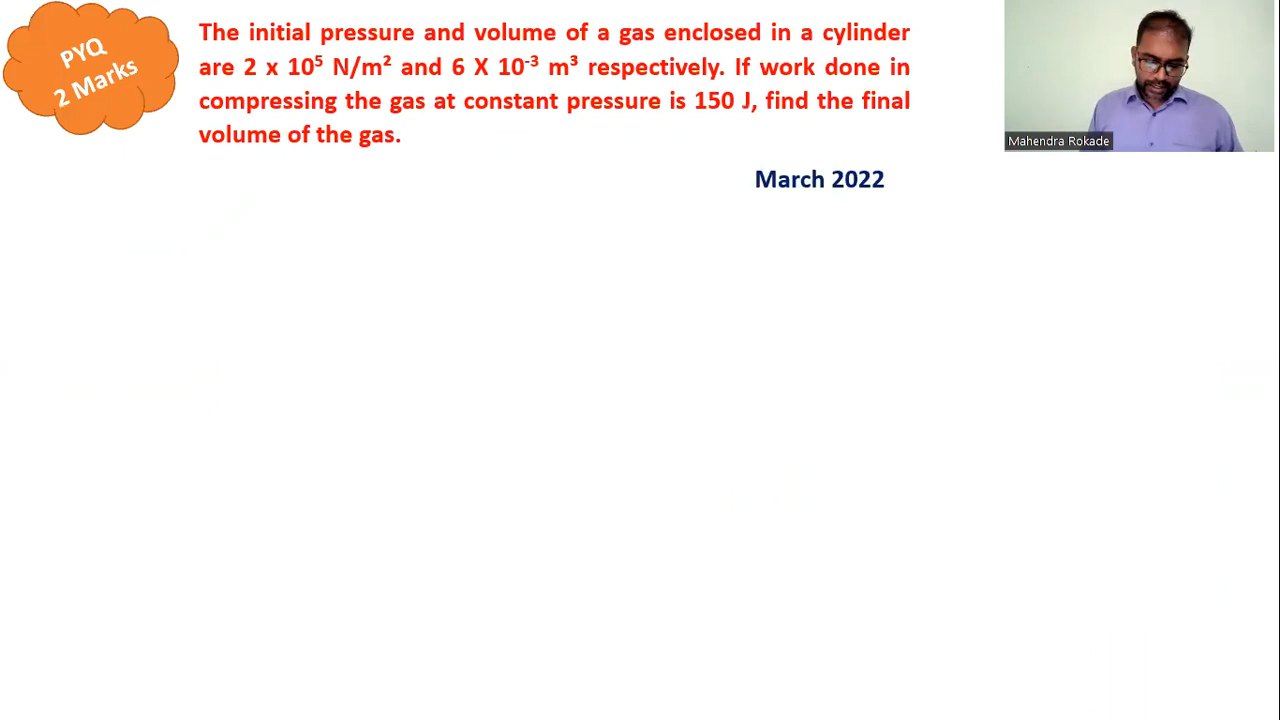 PYQ
2 Marks
The initial pressure and volume of a gas enclosed in a cylinder
are 2 x 10⁵ N/m² and 6 X 10⁻³ m³ respectively. If work done in
compressing the gas at constant pressure is 150 J, find the final
volume of the gas.
Mahendra Rokade
March 2022